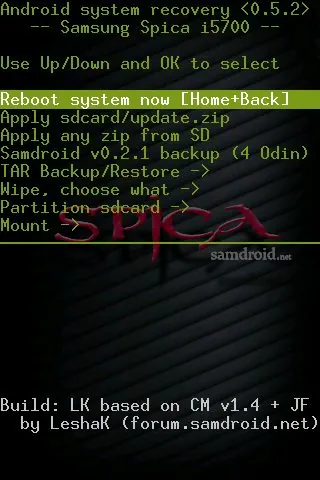 Android system recovery <0.5.2>
-- Samsung Spica i5700 --
Use Up/Down and OK to select
Reboot system now [Home+Back]
Apply sdcard/update.zip
Apply any zip from SD
Samdroid v0.2.1 backup (4 Odin)
TAR Backup/Restore ->
Wipe, choose what ->
Partition sdcard ->
Mount ->
SPICA
samdroid.net
Build: LK based on CM v1.4 + JF
by LeshaK (forum.samdroid.net)